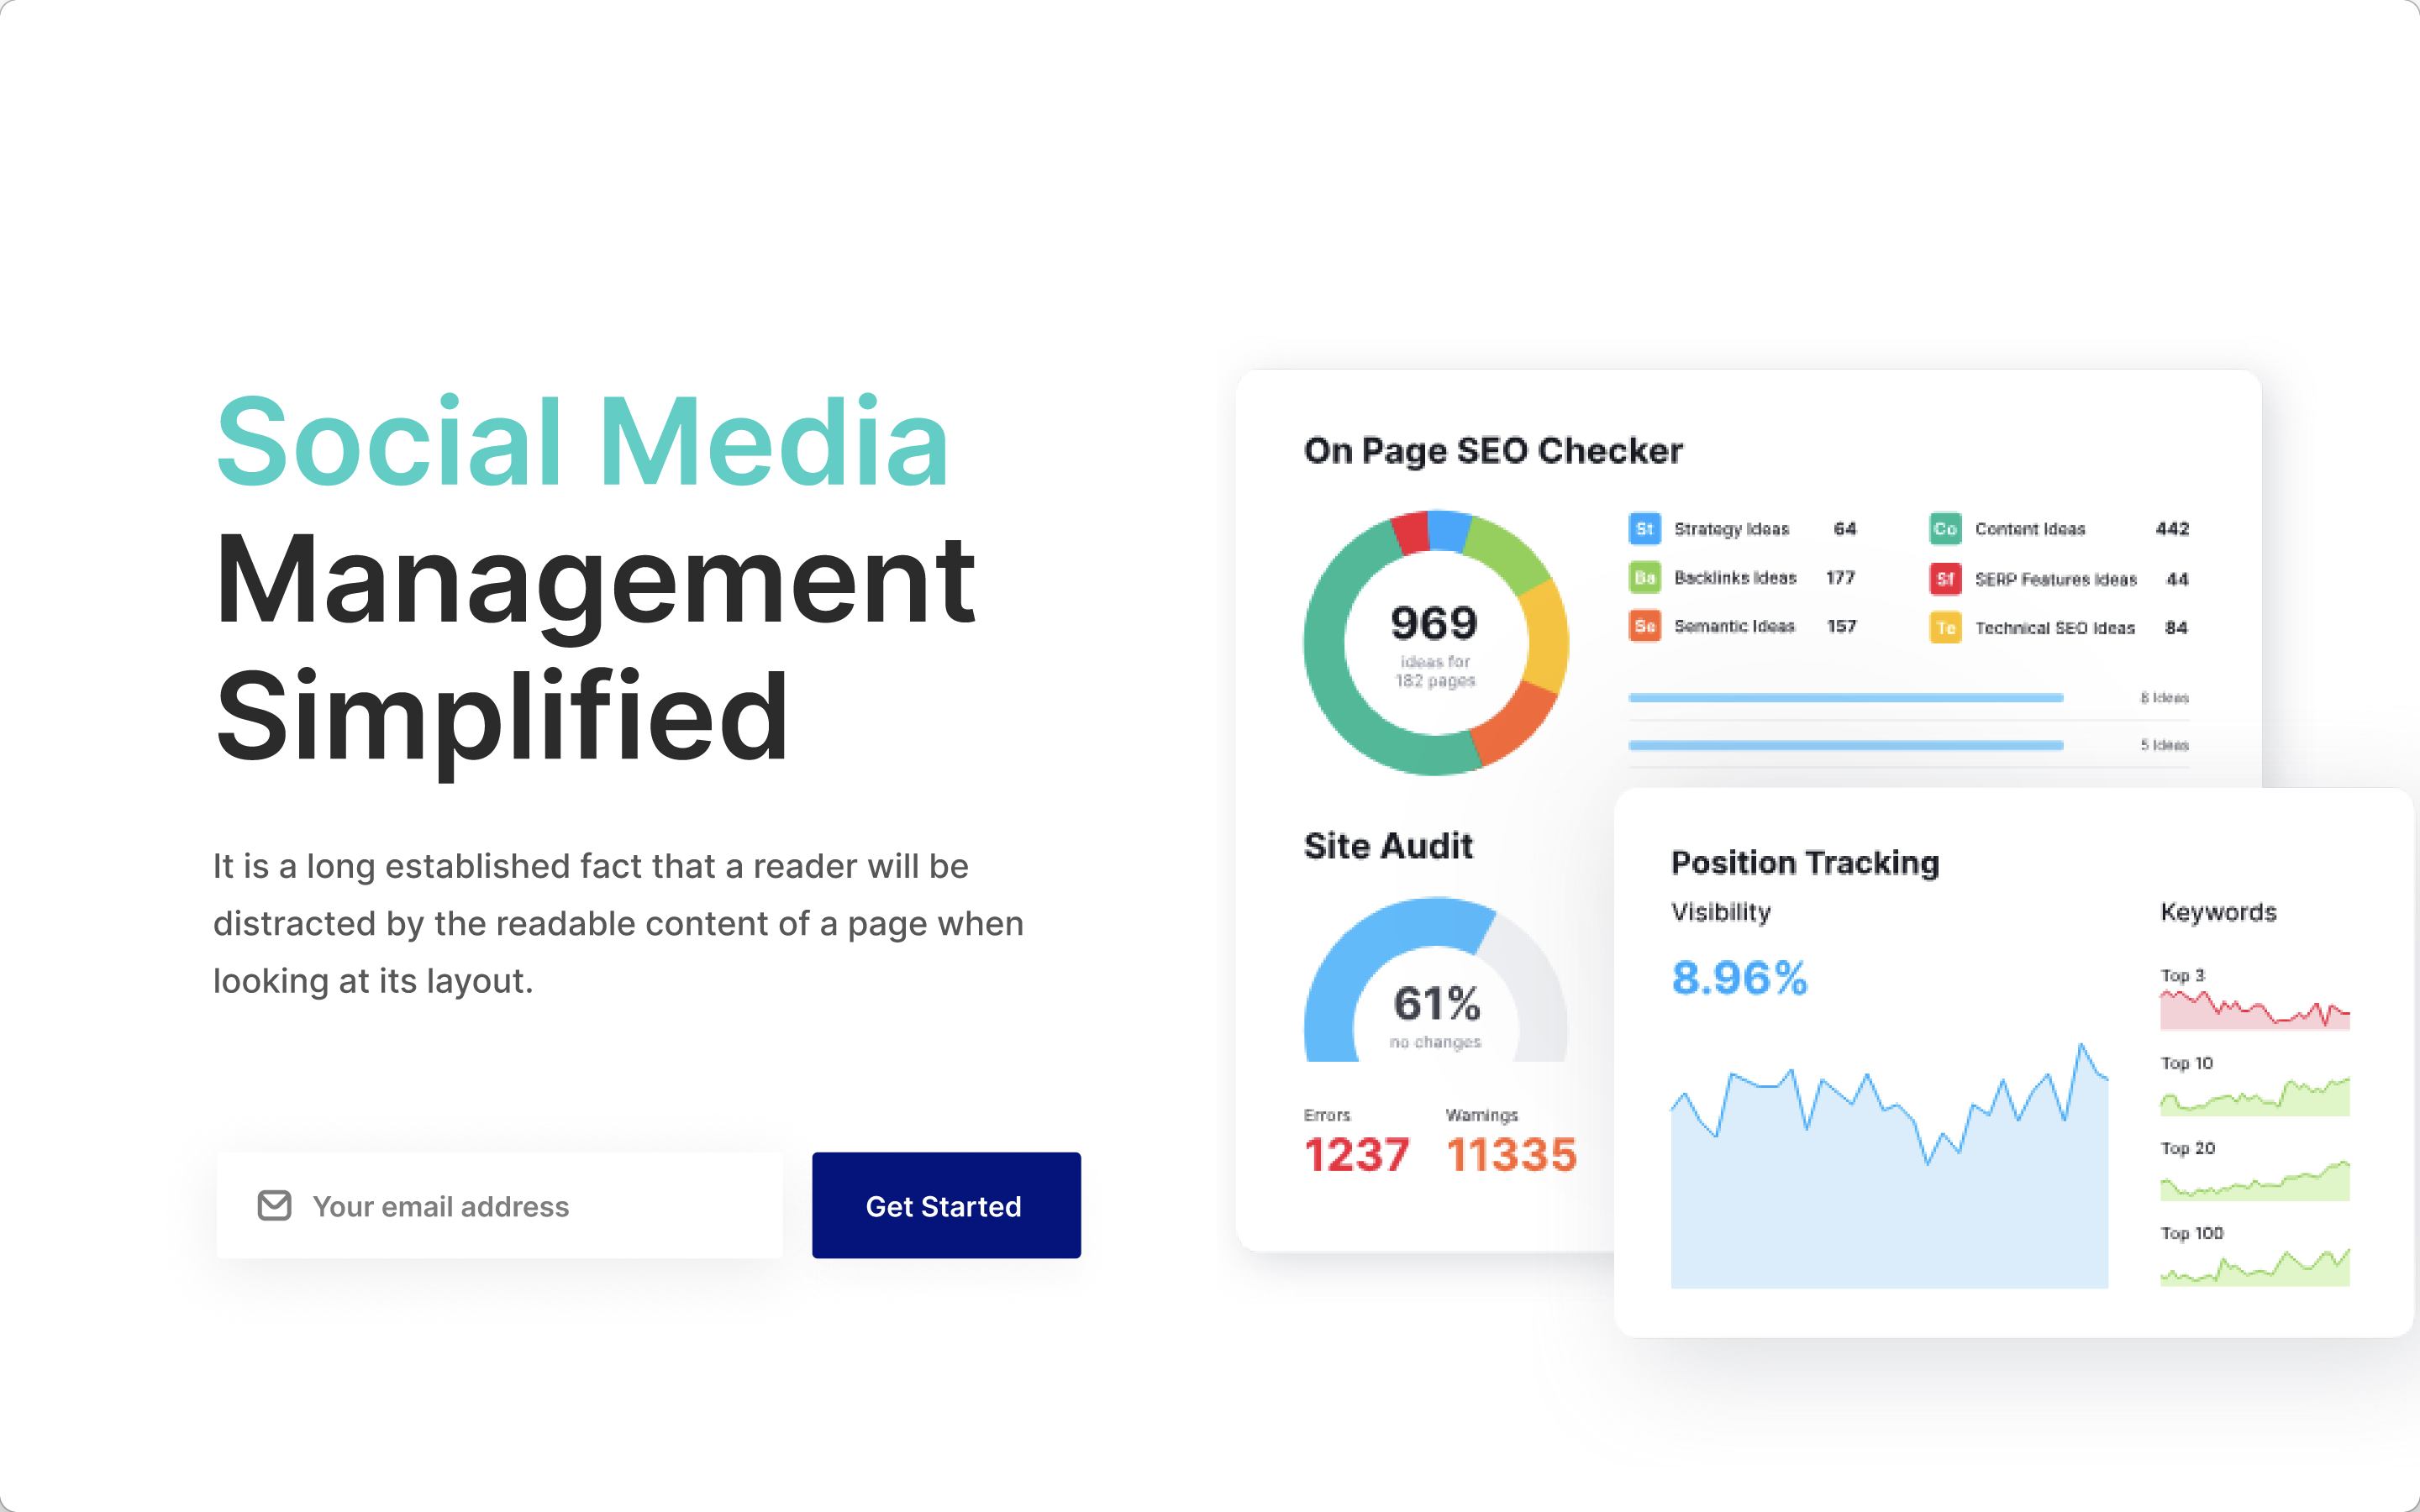 Social Media
Management
Simplified
It is a long established fact that a reader will be
distracted by the readable content of a page when
looking at its layout.
Your email address
Get Started
On Page SEO Checker
969
ideas for
182 pages
St Strategy Ideas 64
Ba Backlinks Ideas 177
Se Semantic Ideas 157
Co Content Ideas 442
Sf SERP Features Ideas 44
Te Technical SEO Ideas 84
8 Ideas
5 Ideas
Site Audit
61%
no changes
Errors
1237
Warnings
11335
Position Tracking
Visibility
8.96%
Keywords
Top 3
Top 10
Top 20
Top 100